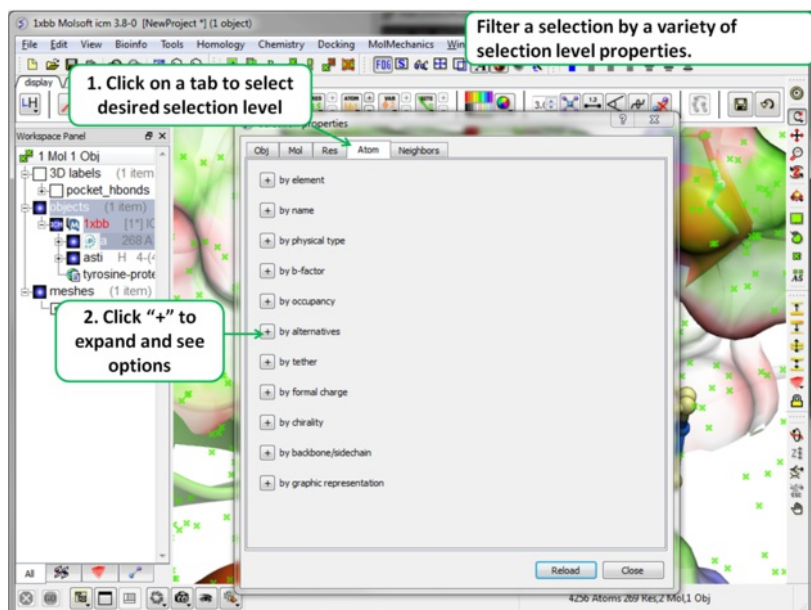 1xbb Molsoft icm 3.8-0 [NewProject *] (1 object)
Filter a selection by a variety of
selection level properties.
File Edit View Bioinfo Tools Homology Chemistry Docking MolMechanics
display
1. Click on a tab to select
desired selection level
Workspace Panel
1 Mol 1 Obj
3D labels (1 item
pocket_hbonds
objects (1 item)
1xbb [1*]
a 268 A
asti H
tyrosine-prote
meshes (1 item)
properties
Obj Mol Res Atom Neighbors
by element
by name
by physical type
by b-factor
by occupancy
by alternatives
by tether
by formal charge
by chirality
by backbone/sidechain
by graphic representation
2. Click “+” to
expand and see
options
Reload Close
All
4256 Atoms 269 Res,2 Mol,1 Obj